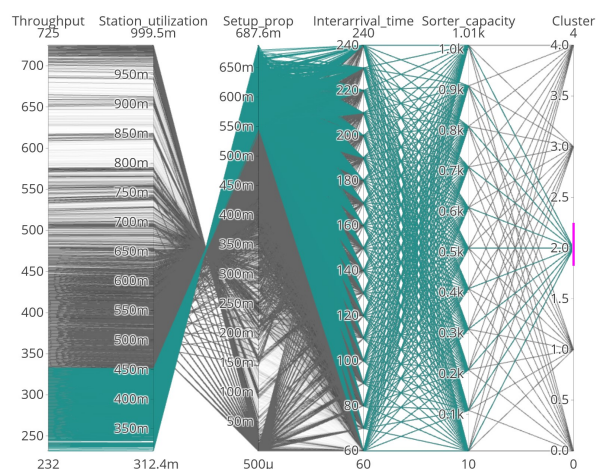 Throughput Station_utilization Setup_prop Interarrival_time Sorter_capacity Cluster
725 999.5m 687.6m 240 1.01k 4
700 950m 650m 240 1.0k 4.0
650 900m 600m 220 0.9k 3.5
600 850m 550m 200 0.8k 3.0
550 800m 500m 180 0.7k 2.5
500 750m 450m 160 0.6k 2.0
450 700m 400m 140 0.5k 1.5
400 650m 350m 120 0.4k 1.0
350 600m 300m 100 0.3k 0.5
300 550m 250m 80 0.2k 0.0
250 500m 200m 60 0.1k
450m 150m
400m 100m
350m 50m
232 312.4m 500u 60 10 0